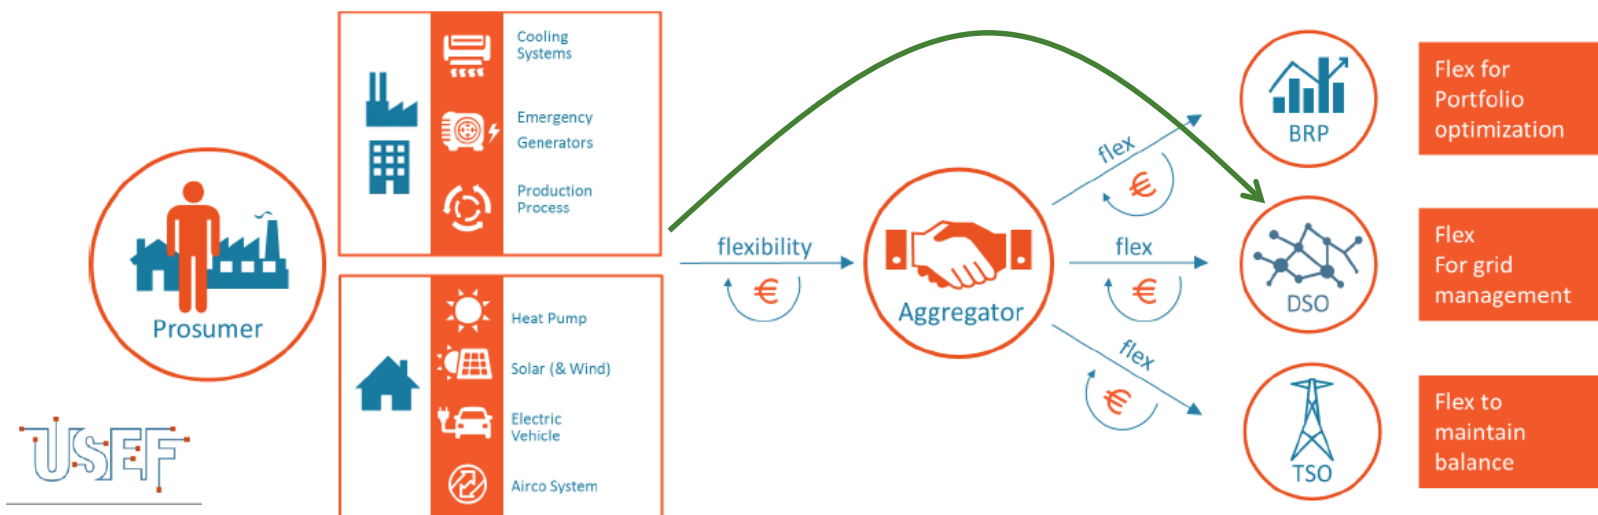 Cooling
Systems
Emergency
Generators
Production
Process
Prosumer
Heat Pump
Solar (& Wind)
Electric
Vehicle
Airco System
USEF
flexibility
€
Aggregator
flex
€
flex
€
flex
€
BRP
DSO
TSO
Flex for
Portfolio
optimization
Flex
For grid
management
Flex to
maintain
balance